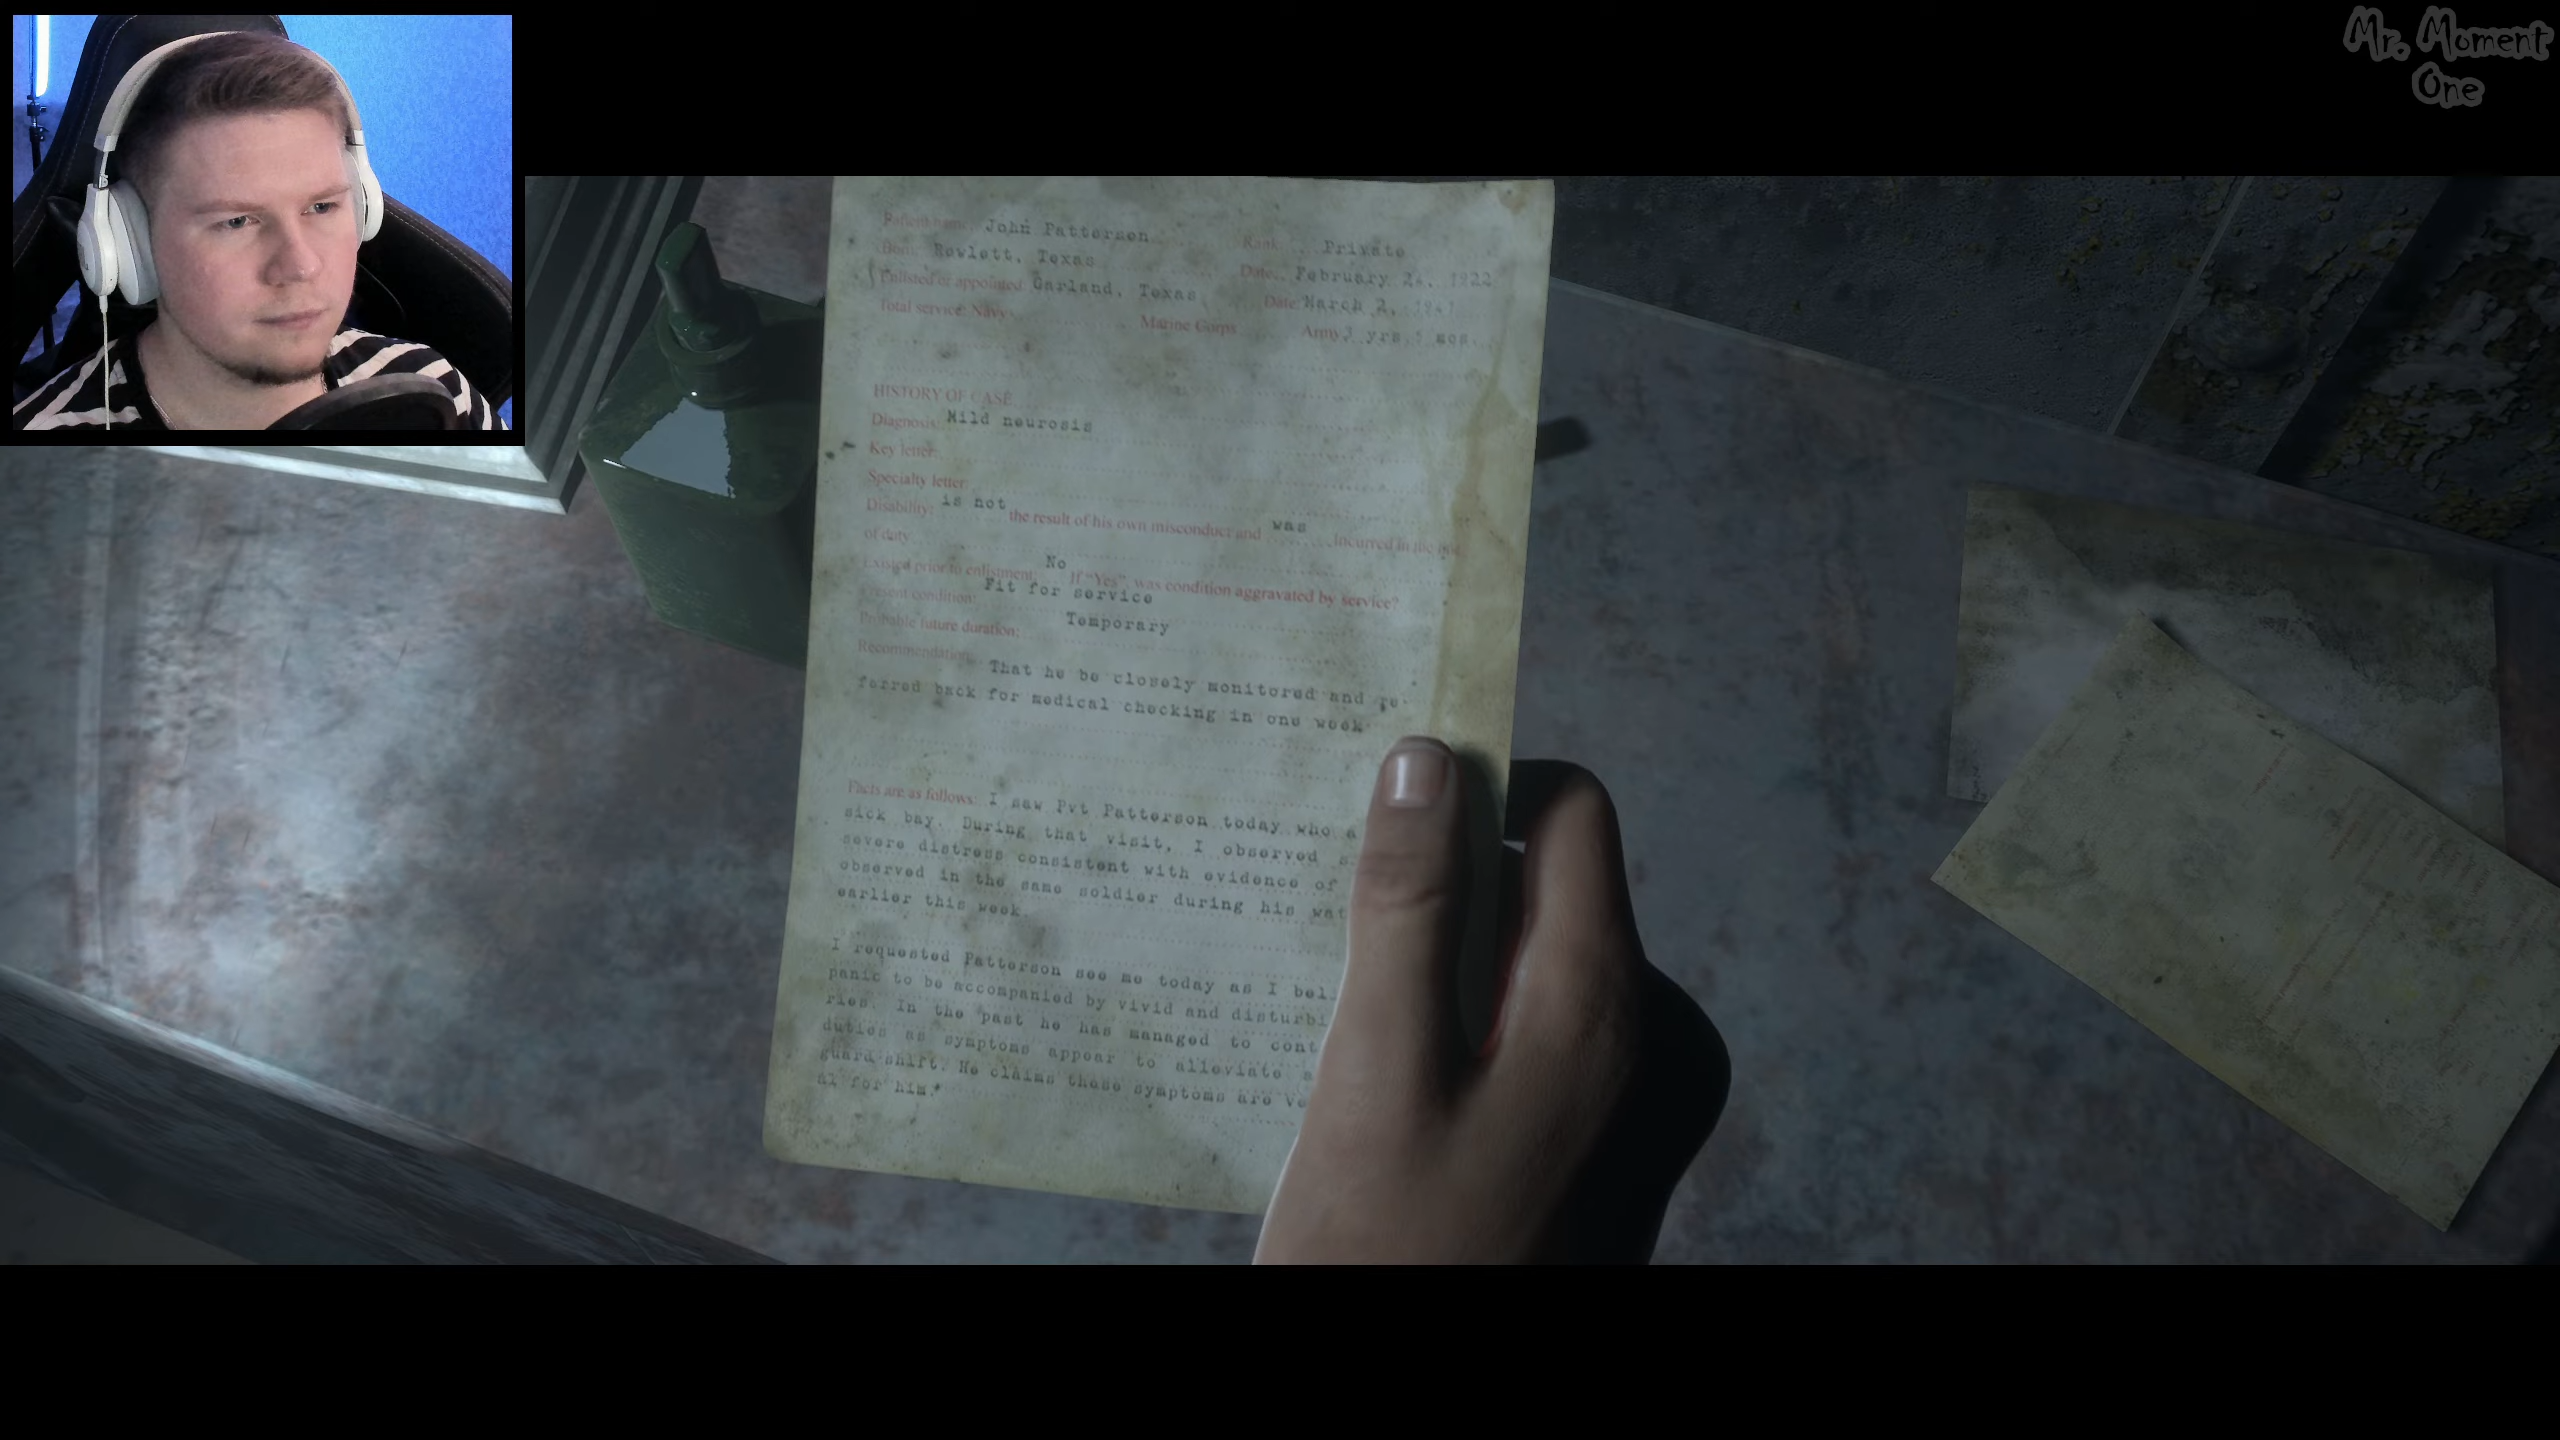 Mr. Moment
One
Patient name: John Patterson
Rank: Private
Born: Rowlett, Texas
Date: February 24, 1922
Enlisted or appointed: Garland, Texas
Date: March 2, 1941
Total service: Navy Marine Corps Army 3 yrs 5 mos.
HISTORY OF CASE
Diagnosis: Mild neurosis
Key letter:
Specialty letter:
Disability: is not the result of his own misconduct and was incurred in the
of duty.
Existed prior to enlistment: No If "Yes", was condition aggravated by service?
Present condition: Fit for service
Probable future duration: Temporary
Recommendation: That he be closely monitored and re-
ferred back for medical checking in one week
Facts are as follows: I saw Pvt Patterson today who a
sick bay. During that visit, I observed s
severe distress consistent with evidence of
observed in the same soldier during his wat
earlier this week
I requested Patterson see me today as I bel
panic to be accompanied by vivid and disturbi
ries. In the past he has managed to cont
duties as symptoms appear to alleviate a
guard shift. He claims these symptoms are ve
al for him.